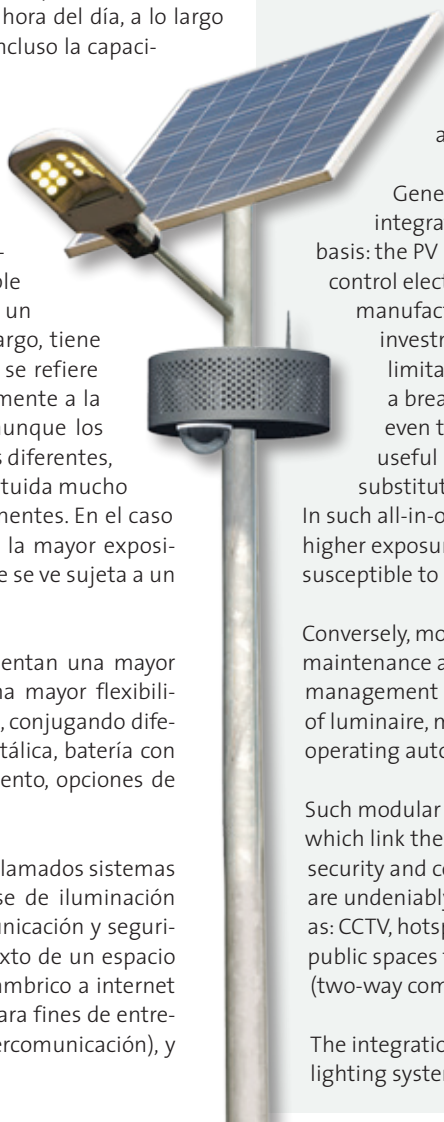 hora del día, a lo largo
ncluso la capaci-
-
ple
un
argo, tiene
se refiere
mente a la
unque los
s diferentes,
tuida mucho
nentes. En el caso
la mayor exposi-
e se ve sujeta a un
entan una mayor
na mayor flexibili-
, conjugando dife-
tálica, batería con
ento, opciones de
lamados sistemas
se de iluminación
unicación y seguri-
xto de un espacio
ámbrico a internet
ara fines de entre-
ercomunicación), y
a
Gene
integra
basis: the PV
control elect
manufact
investr
limita
a brea
even t
useful
substitut
In such all-in-o
higher exposur
susceptible to
Conversely, mo
maintenance a
management
of luminaire, m
operating auto
Such modular
which link the
security and co
are undeniably
as: CCTV, hotsp
public spaces t
(two-way com
The integratio
lighting system